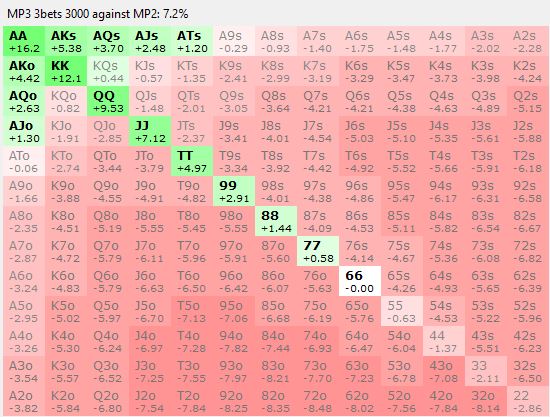 MP3 3bets 3000 against MP2: 7.2%
AA AKs AQs AJs ATs A9s A8s A7s A6s A5s A4s A3s A2s
+16.2 +5.38 +3.70 +2.48 +1.20 -0.29 -0.93 -1.40 -1.75 -1.48 -1.77 -2.02 -2.28
AKo KK KQs KJs KTs K9s K8s K7s K6s K5s K4s K3s K2s
+4.42 +12.1 +0.44 -0.57 -1.35 -2.41 -2.99 -3.19 -3.29 -3.47 -3.73 -3.98 -4.24
AQo KQo QQ QJs QTs Q9s Q8s Q7s Q6s Q5s Q4s Q3s Q2s
+2.63 -0.82 +9.53 -1.48 -2.01 -3.05 -3.64 -4.21 -4.21 -4.38 -4.63 -4.89 -5.15
AJo KJo QJo JJ JTs J9s J8s J7s J6s J5s J4s J3s J2s
+1.30 -1.91 -2.85 +7.12 -2.37 -3.41 -4.01 -4.54 -5.03 -5.10 -5.35 -5.61 -5.88
ATo KTo QTo JTo TT T9s T8s T7s T6s T5s T4s T3s T2s
-0.06 -2.74 -3.44 -3.79 +4.97 -3.34 -3.92 -4.42 -4.92 -5.52 -5.66 -5.91 -6.18
A9o K9o Q9o J9o T9o 99 98s 97s 96s 95s 94s 93s 92s
-1.66 -3.88 -4.55 -4.91 -4.82 +2.91 -4.01 -4.38 -4.86 -5.47 -6.17 -6.31 -6.58
A8o K8o Q8o J8o T8o 98o 88 87s 86s 85s 84s 83s 82s
-2.35 -4.51 -5.19 -5.55 -5.45 -5.55 +1.44 -4.09 -4.53 -5.11 -5.82 -6.54 -6.67
A7o K7o Q7o J7o T7o 97o 87o 77 76s 75s 74s 73s 72s
-2.87 -4.72 -5.79 -6.11 -5.96 -5.91 -5.60 +0.58 -4.14 -4.67 -5.36 -6.08 -6.82
A6o K6o Q6o J6o T6o 96o 86o 76o 66 65s 64s 63s 62s
-3.24 -4.83 -5.79 -6.63 -6.50 -6.42 -6.07 -5.63 -0.00 -4.26 -4.93 -5.65 -6.39
A5o K5o Q5o J5o T5o 95o 85o 75o 65o 55 54s 53s 52s
-2.95 -5.02 -5.97 -6.70 -7.13 -7.06 -6.68 -6.19 -5.76 -0.63 -4.53 -5.22 -5.96
A4o K4o Q4o J4o T4o 94o 84o 74o 64o 54o 44 43s 42s
-3.26 -5.30 -6.24 -6.97 -7.28 -7.82 -7.44 -6.93 -6.47 -6.04 -1.37 -5.51 -6.23
A3o K3o Q3o J3o T3o 93o 83o 73o 63o 53o 43o 33 32s
-3.54 -5.57 -6.52 -7.25 -7.55 -7.97 -8.21 -7.70 -7.23 -6.78 -7.08 -2.11 -6.50
A2o K2o Q2o J2o T2o 92o 82o 72o 62o 52o 42o 32o 22
-3.82 -5.84 -6.80 -7.54 -7.84 -8.25 -8.35 -8.48 -8.02 -7.56 -7.84 -8.14 -2.86